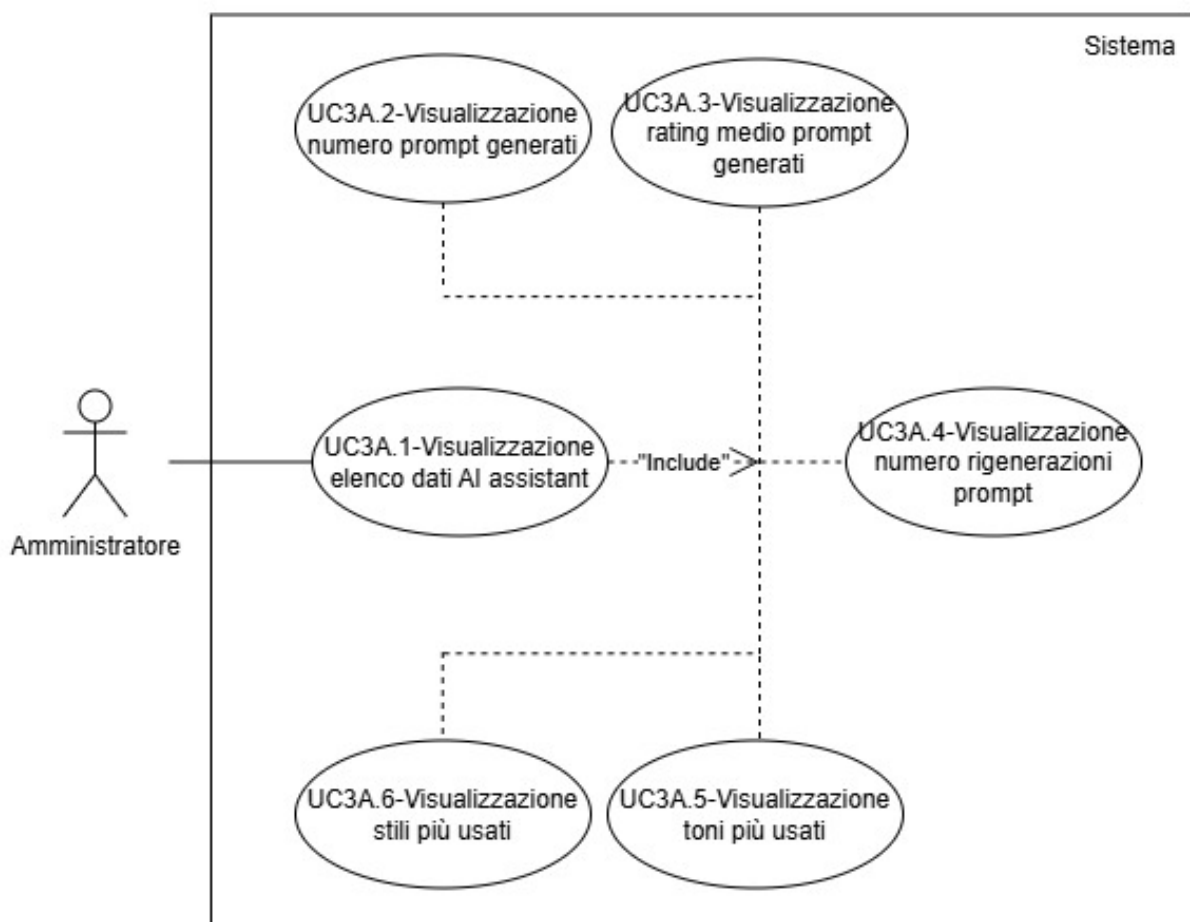 Sistema
UC3A.2-Visualizzazione
numero prompt generati
UC3A.3-Visualizzazione
rating medio prompt
generati
UC3A.1-Visualizzazione
elenco dati AI assistant
"Include"
UC3A.4-Visualizzazione
numero rigenerazioni
prompt
Amministratore
UC3A.6-Visualizzazione
stili più usati
UC3A.5-Visualizzazione
toni più usati